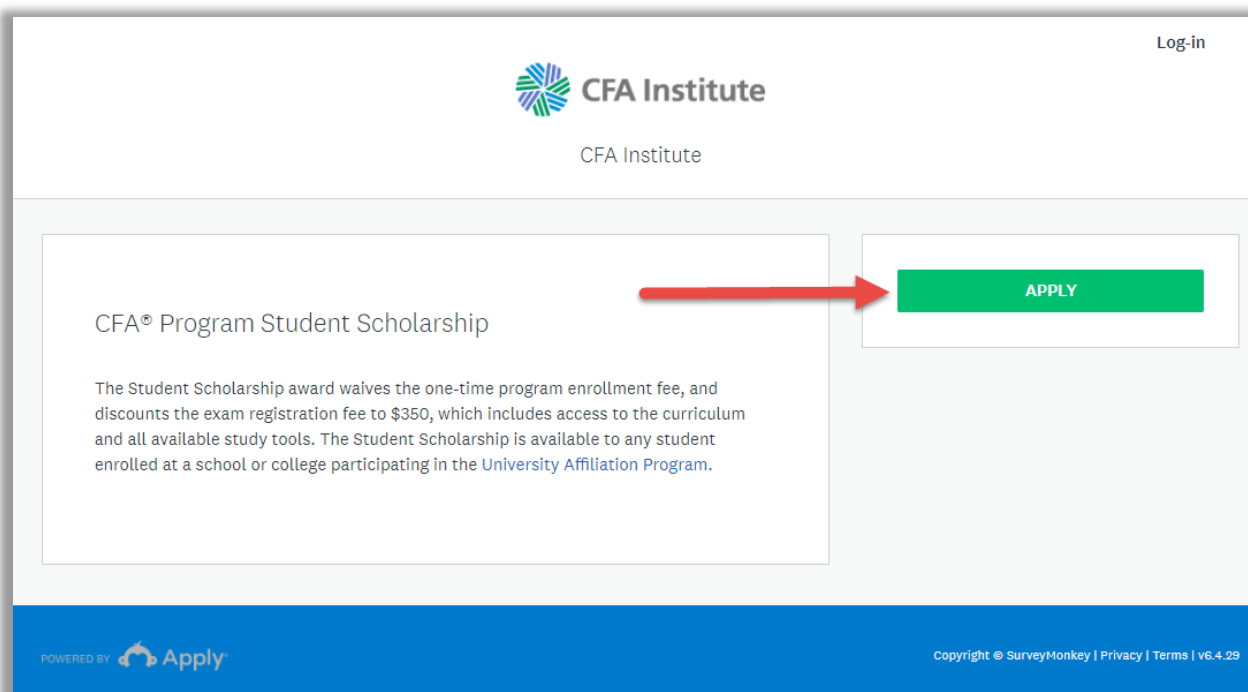 Log-in
CFA Institute
CFA Institute
APPLY
CFA® Program Student Scholarship
The Student Scholarship award waives the one-time program enrollment fee, and
discounts the exam registration fee to $350, which includes access to the curriculum
and all available study tools. The Student Scholarship is available to any student
enrolled at a school or college participating in the University Affiliation Program.
POWERED BY Apply®
Copyright © SurveyMonkey | Privacy | Terms | v6.4.29